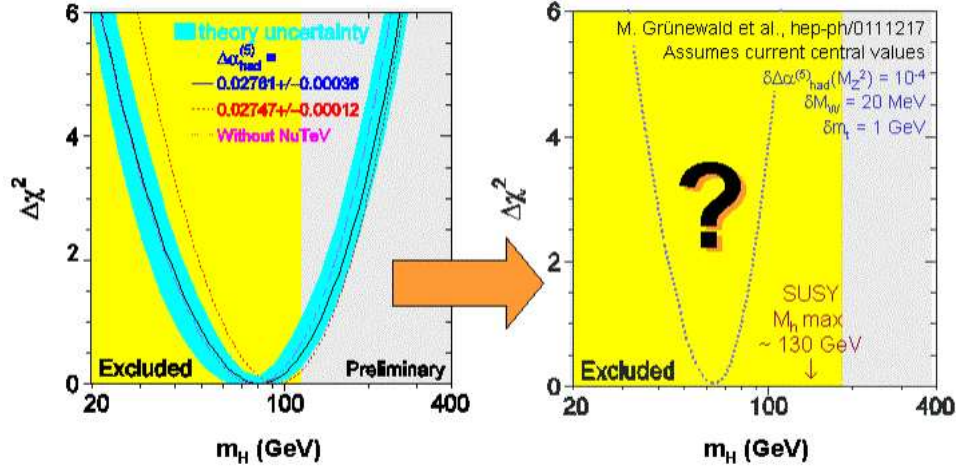 theory uncertainty
Δα(5)had =
0.02761+/-0.00036
0.02747+/-0.00012
Without NuTeV
6
4
2
0
Δχ2
Excluded
Preliminary
20
100
400
mH (GeV)
M. Grünewald et al., hep-ph/0111217
Assumes current central values
δΔα(5)had(MZ2) = 10-4
δMW = 20 MeV
δmt = 1 GeV
6
4
2
0
Δχ2
?
SUSY
Mh max
~ 130 GeV
Excluded
20
100
400
mH (GeV)